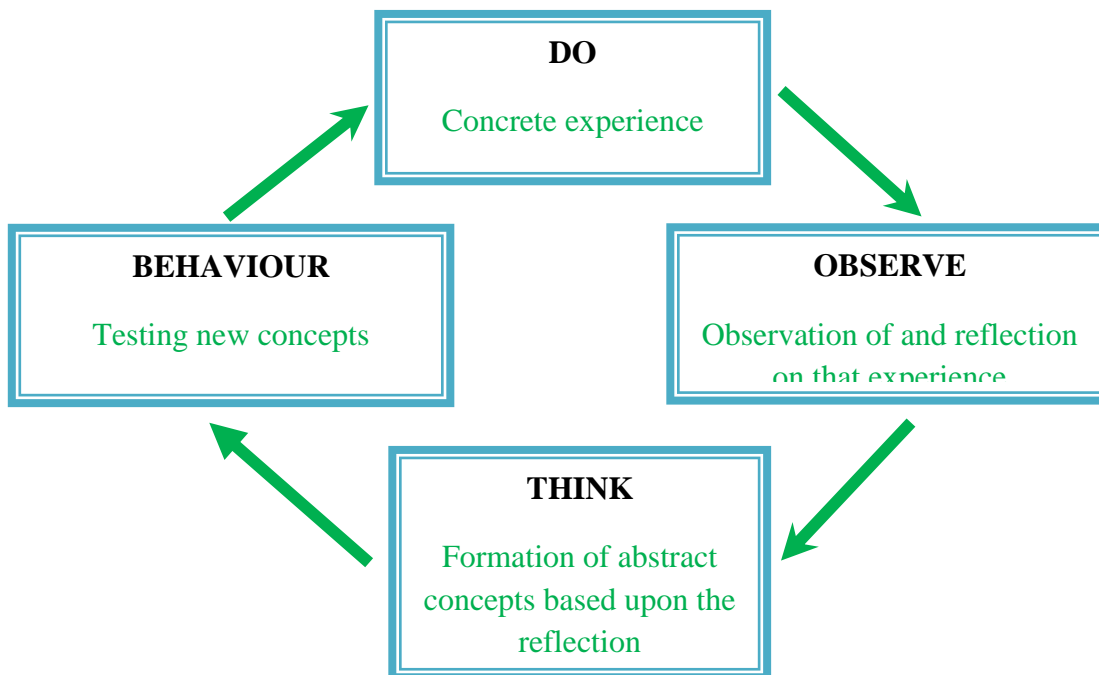 DO
Concrete experience
OBSERVE
Observation of and reflection
on that experience
THINK
Formation of abstract
concepts based upon the
reflection
BEHAVIOUR
Testing new concepts